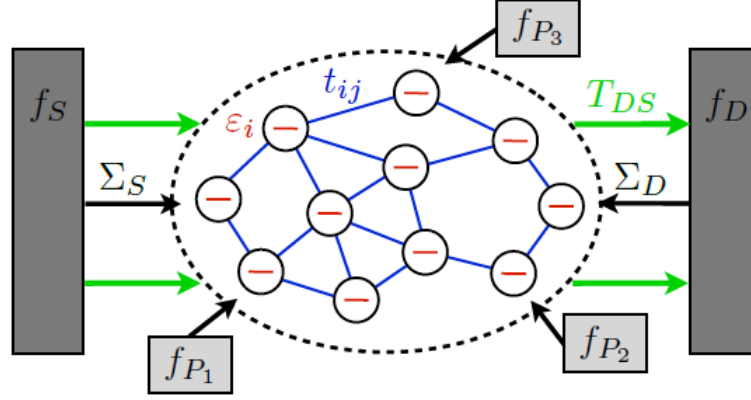 f_{P_3}
t_{ij}
f_S
ε_i
T_{DS}
f_D
Σ_S
Σ_D
f_{P_1}
f_{P_2}